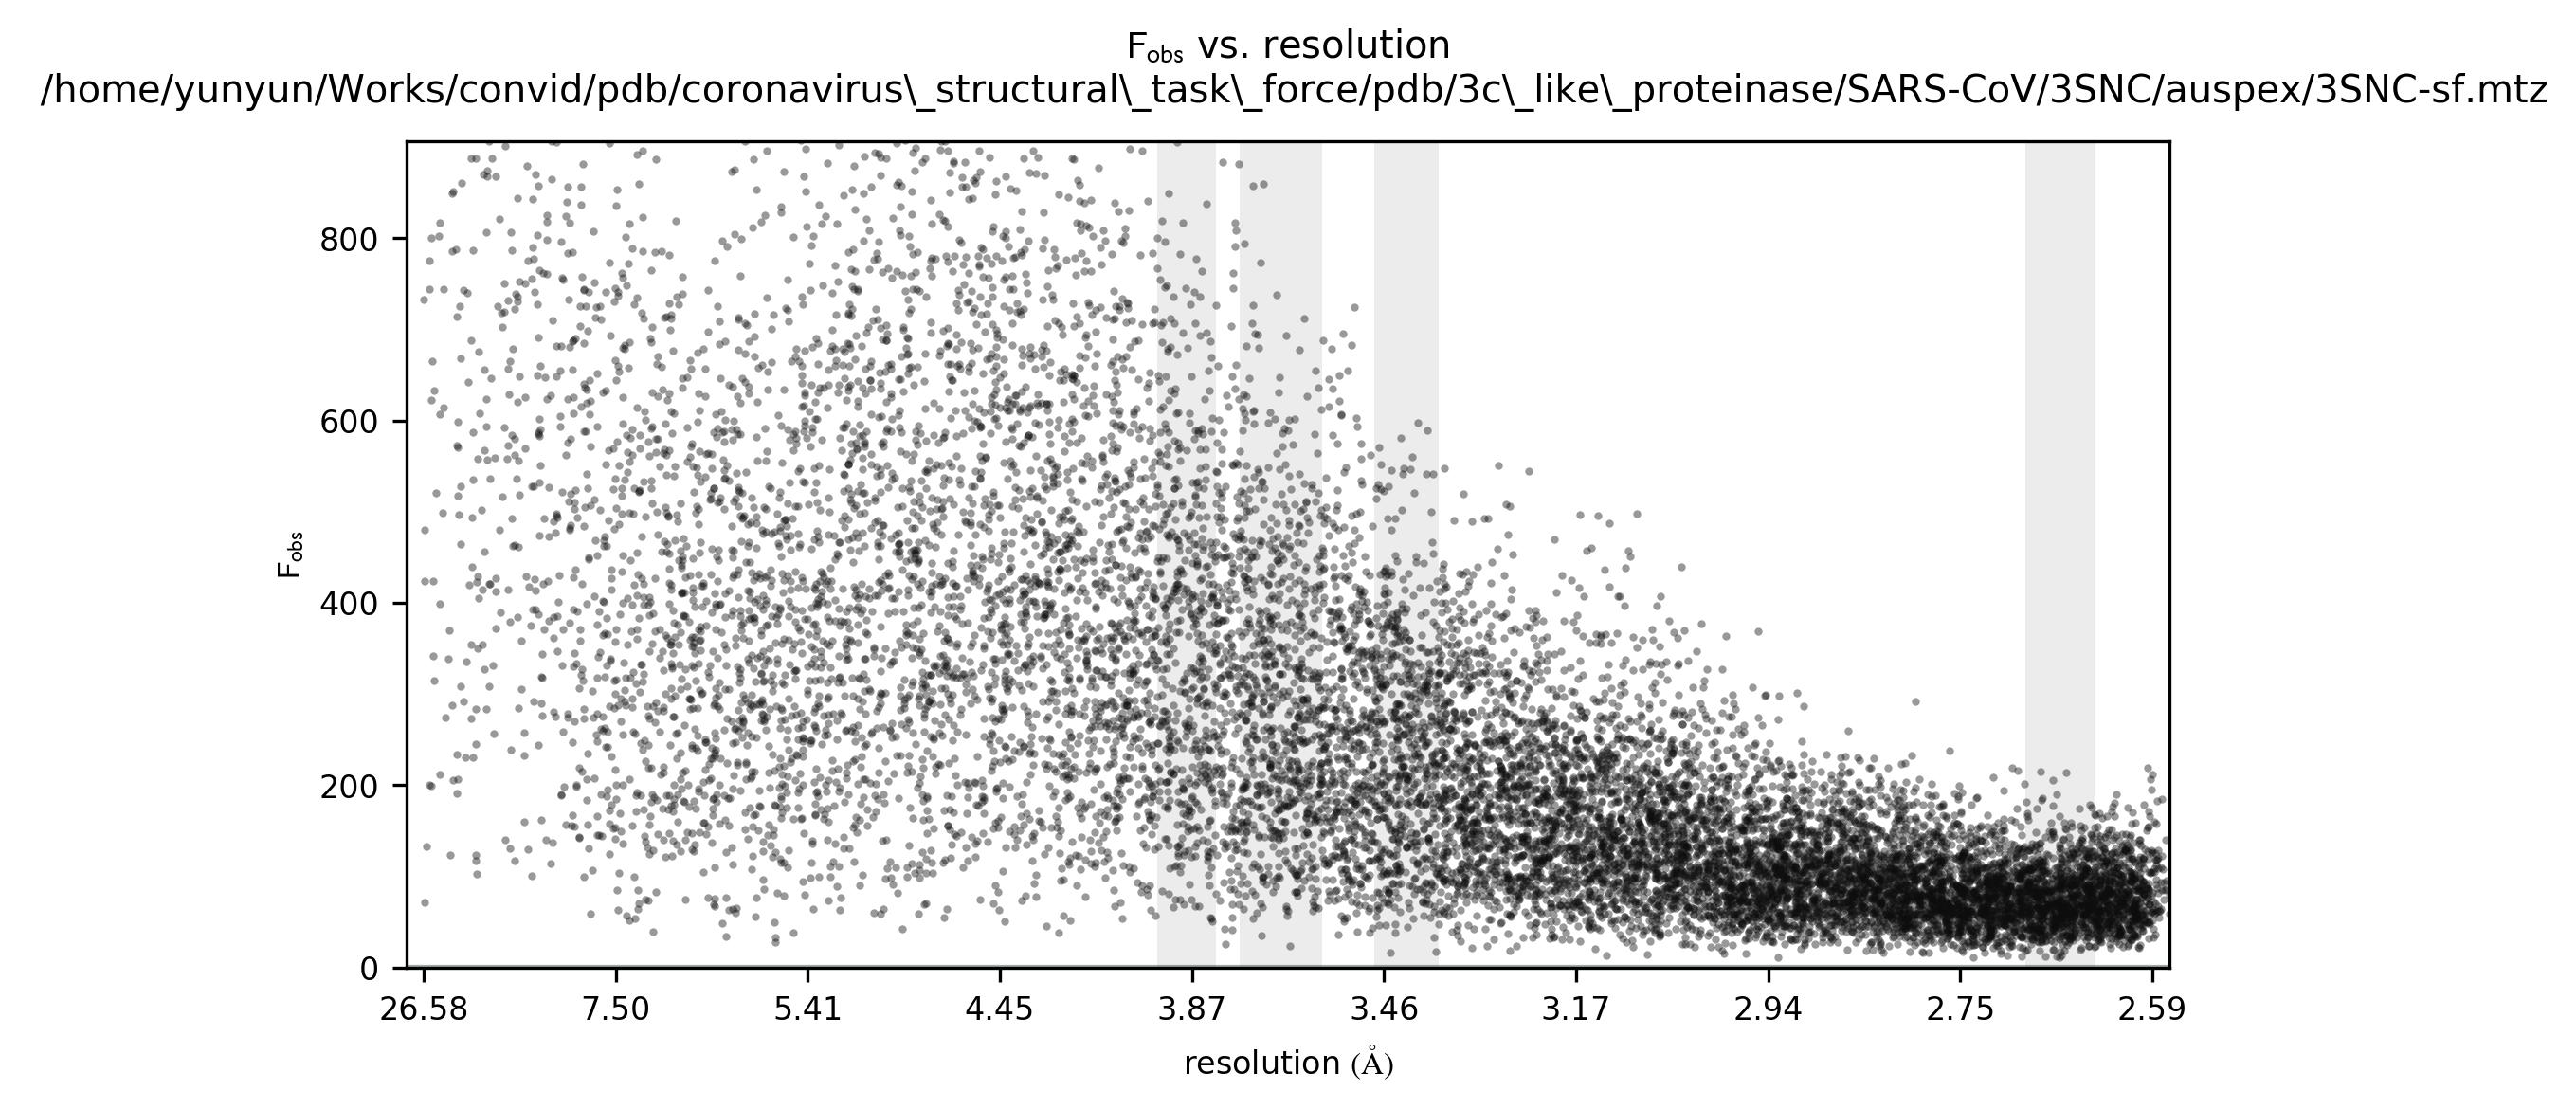 Fobs vs. resolution
/home/yunyun/Works/convid/pdb/coronavirus\_structural\_task\_force/pdb/3c\_like\_proteinase/SARS-CoV/3SNC/auspex/3SNC-sf.mtz
800
600
400
200
0
Fobs
26.58 7.50 5.41 4.45 3.87 3.46 3.17 2.94 2.75 2.59
resolution (Å)